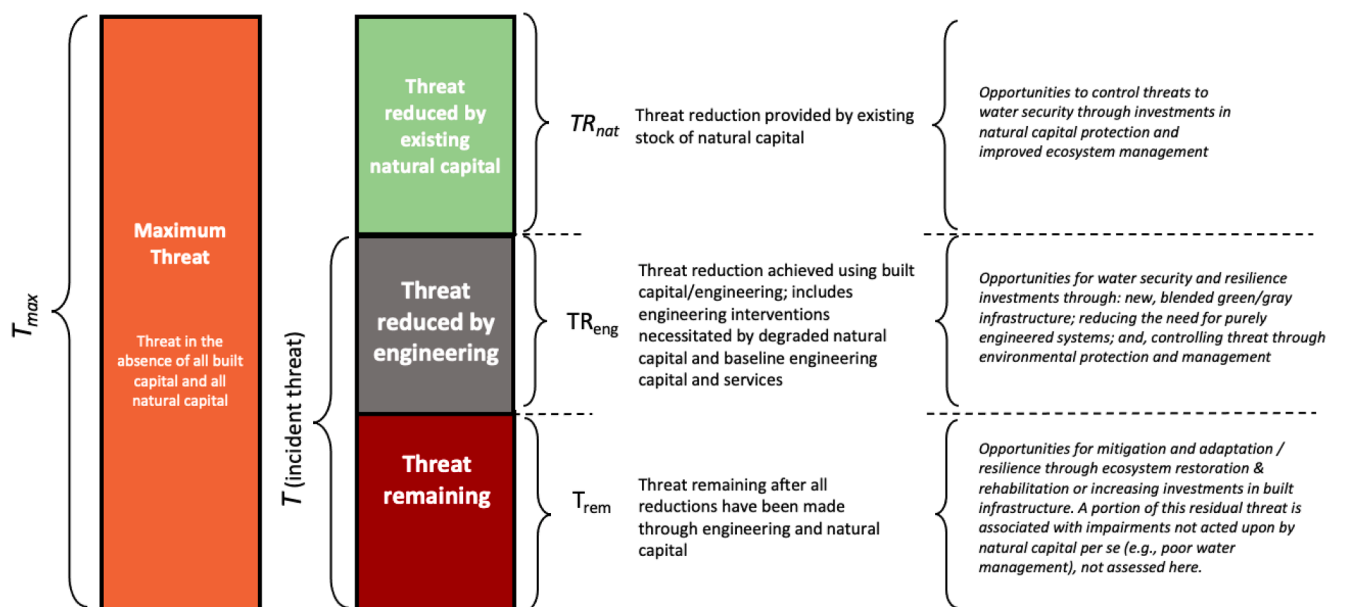 T_max
Maximum
Threat
Threat in the
absence of all built
capital and all
natural capital
T (incident threat)
Threat
reduced by
existing
natural capital
TR_nat
Threat reduction provided by existing
stock of natural capital
Opportunities to control threats to
water security through investments in
natural capital protection and
improved ecosystem management
Threat
reduced by
engineering
TR_eng
Threat reduction achieved using built
capital/engineering; includes
engineering interventions
necessitated by degraded natural
capital and baseline engineering
capital and services
Opportunities for water security and resilience
investments through: new, blended green/gray
infrastructure; reducing the need for purely
engineered systems; and, controlling threat through
environmental protection and management
Threat
remaining
T_rem
Threat remaining after all
reductions have been made
through engineering and natural
capital
Opportunities for mitigation and adaptation /
resilience through ecosystem restoration &
rehabilitation or increasing investments in built
infrastructure. A portion of this residual threat is
associated with impairments not acted upon by
natural capital per se (e.g., poor water
management), not assessed here.